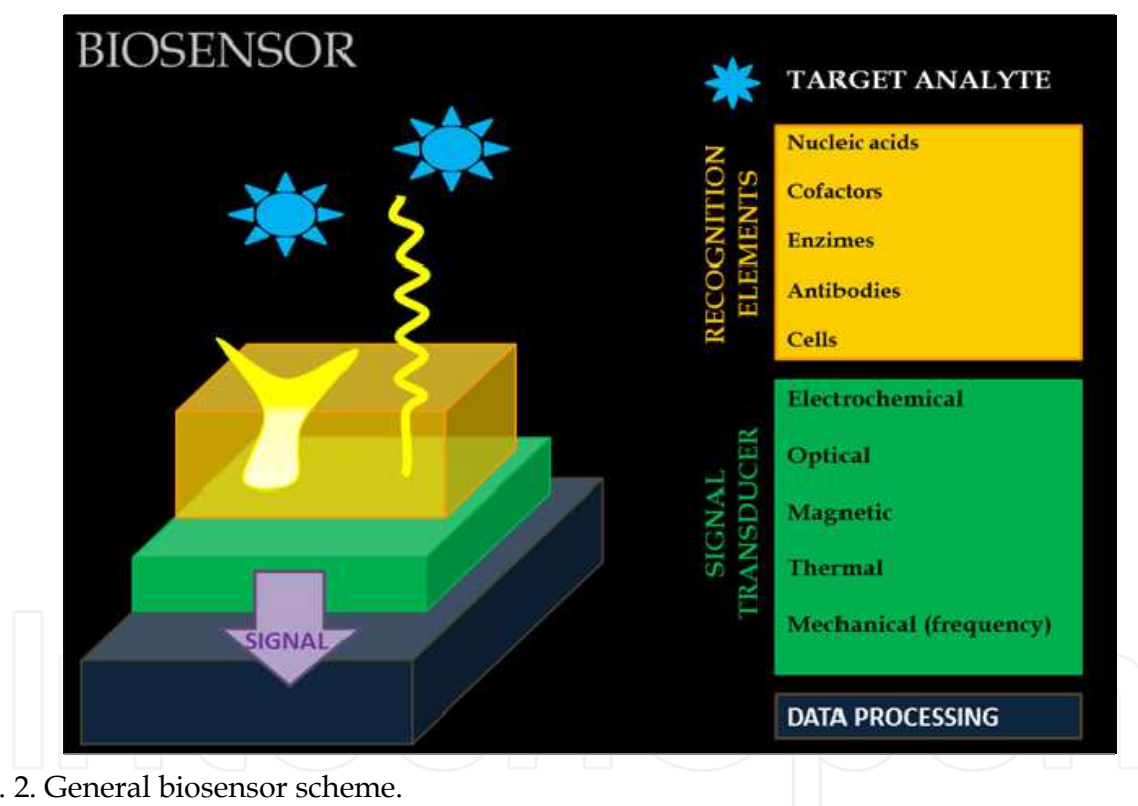 BIOSENSOR
TARGET ANALYTE
RECOGNITION
ELEMENTS
Nucleic acids
Cofactors
Enzimes
Antibodies
Cells
SIGNAL
TRANSDUCER
Electrochemical
Optical
Magnetic
Thermal
Mechanical (frequency)
SIGNAL
DATA PROCESSING
. 2. General biosensor scheme.